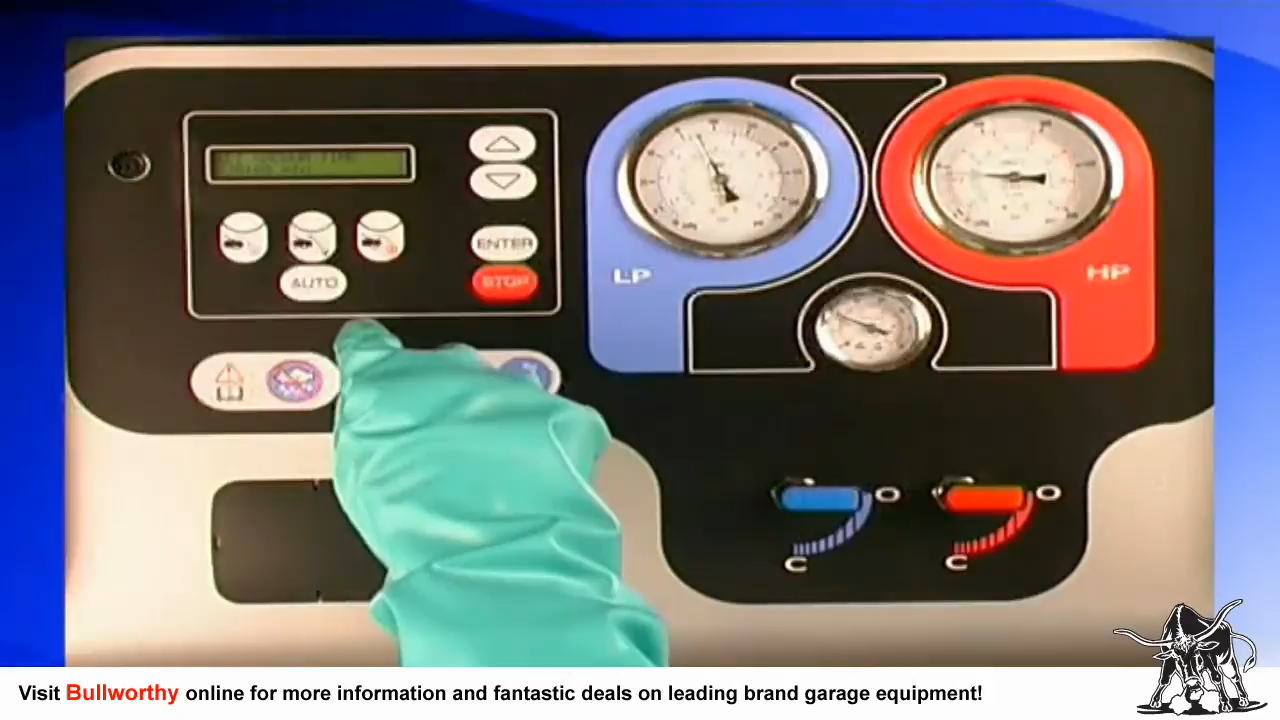 AUTO
ENTER
STOP
LP
HP
O
C
O
C
Visit Bullworthy online for more information and fantastic deals on leading brand garage equipment!